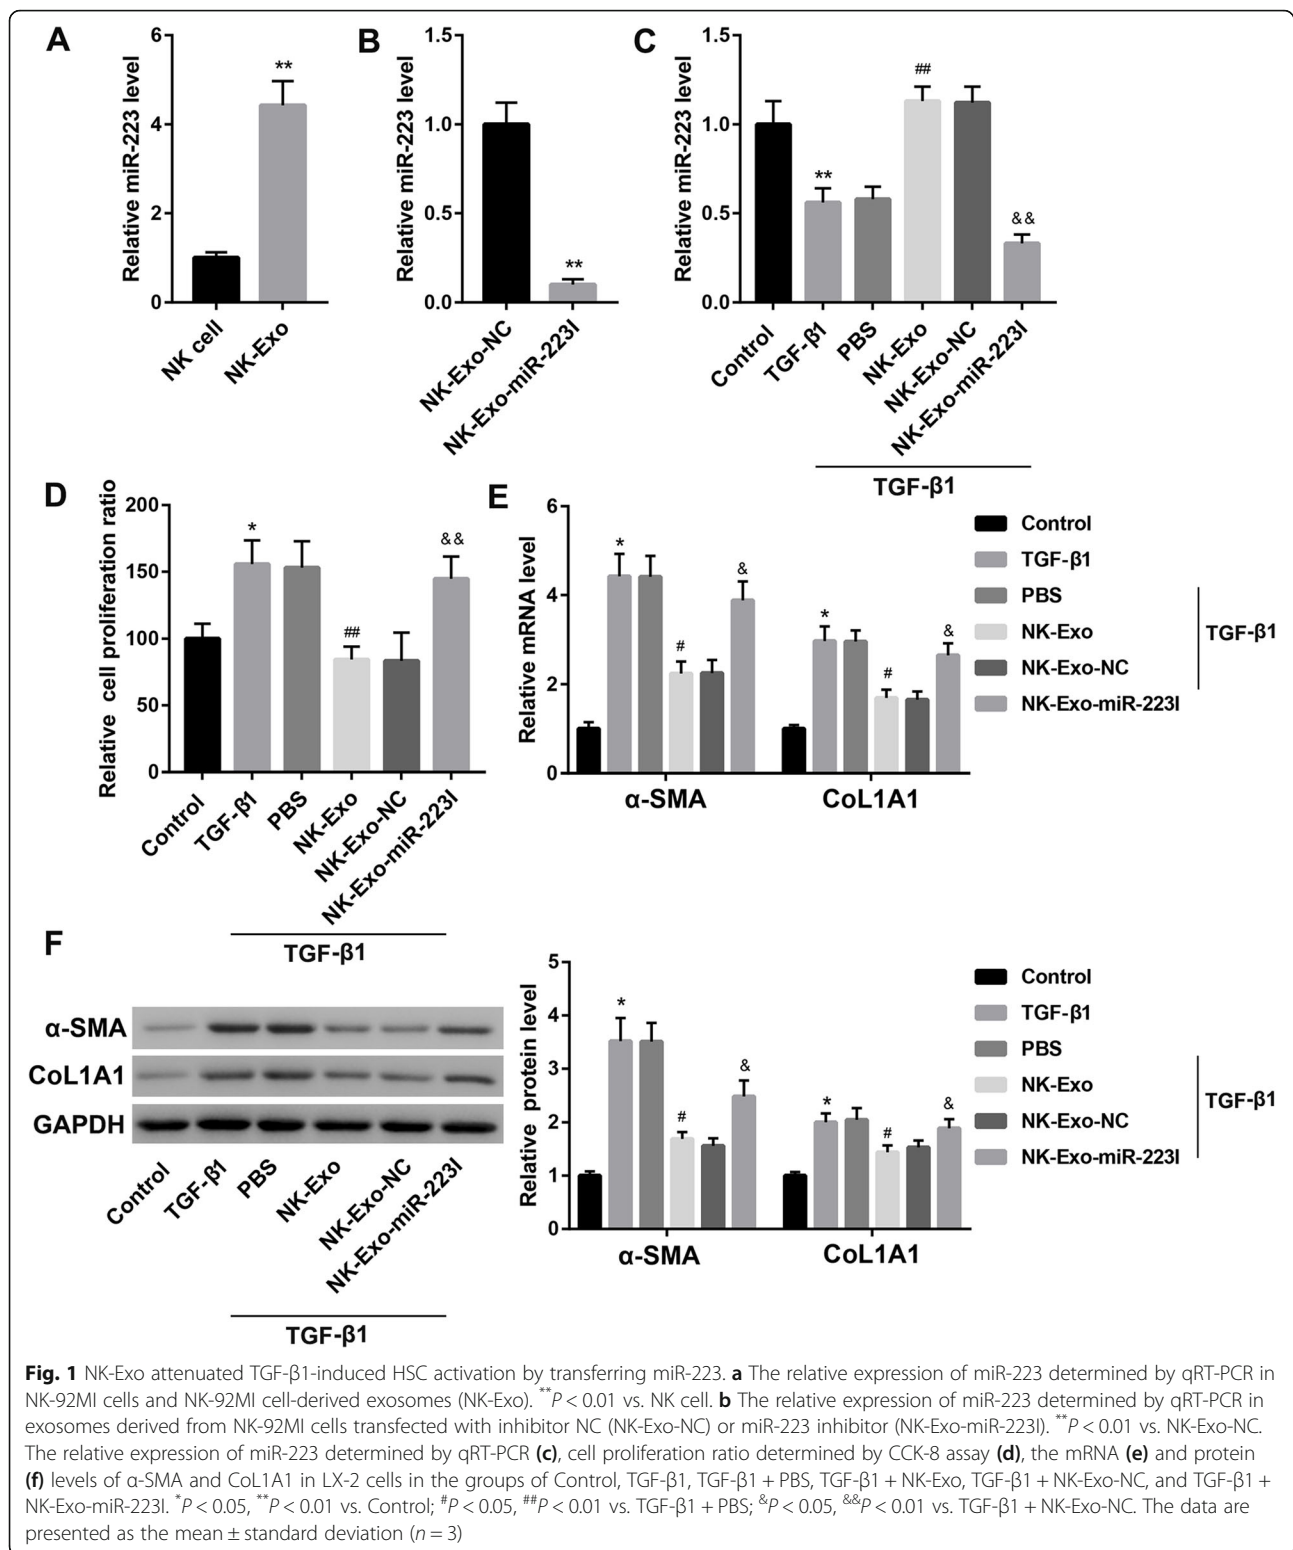 A
Relative miR-223 level
6
4
2
0
**
NK cell
NK-Exo
B
Relative miR-223 level
1.5
1.0
0.5
0.0
**
NK-Exo-NC
NK-Exo-miR-223I
C
Relative miR-223 level
1.5
1.0
0.5
0.0
**
##
&&
Control
TGF-β1
PBS
NK-Exo
NK-Exo-NC
NK-Exo-miR-223I
TGF-β1
D
Relative cell proliferation ratio
200
150
100
50
0
*
##
&&
Control
TGF-β1
PBS
NK-Exo
NK-Exo-NC
NK-Exo-miR-223I
TGF-β1
E
Relative mRNA level
6
4
2
0
*
#
&
*
#
&
α-SMA
CoL1A1
Control
TGF-β1
PBS
NK-Exo
NK-Exo-NC
NK-Exo-miR-223I
TGF-β1
F
α-SMA
CoL1A1
GAPDH
Control
TGF-β1
PBS
NK-Exo
NK-Exo-NC
NK-Exo-miR-223I
TGF-β1
Relative protein level
5
4
3
2
1
0
*
#
&
*
#
&
α-SMA
CoL1A1
Control
TGF-β1
PBS
NK-Exo
NK-Exo-NC
NK-Exo-miR-223I
TGF-β1
Fig. 1 NK-Exo attenuated TGF-β1-induced HSC activation by transferring miR-223. a The relative expression of miR-223 determined by qRT-PCR in
NK-92MI cells and NK-92MI cell-derived exosomes (NK-Exo). **P < 0.01 vs. NK cell. b The relative expression of miR-223 determined by qRT-PCR in
exosomes derived from NK-92MI cells transfected with inhibitor NC (NK-Exo-NC) or miR-223 inhibitor (NK-Exo-miR-223I). **P < 0.01 vs. NK-Exo-NC.
The relative expression of miR-223 determined by qRT-PCR (c), cell proliferation ratio determined by CCK-8 assay (d), the mRNA (e) and protein
(f) levels of α-SMA and CoL1A1 in LX-2 cells in the groups of Control, TGF-β1, TGF-β1 + PBS, TGF-β1 + NK-Exo, TGF-β1 + NK-Exo-NC, and TGF-β1 +
NK-Exo-miR-223I. *P < 0.05, **P < 0.01 vs. Control; #P < 0.05, ##P < 0.01 vs. TGF-β1 + PBS; &P < 0.05, &&P < 0.01 vs. TGF-β1 + NK-Exo-NC. The data are
presented as the mean ± standard deviation (n = 3)